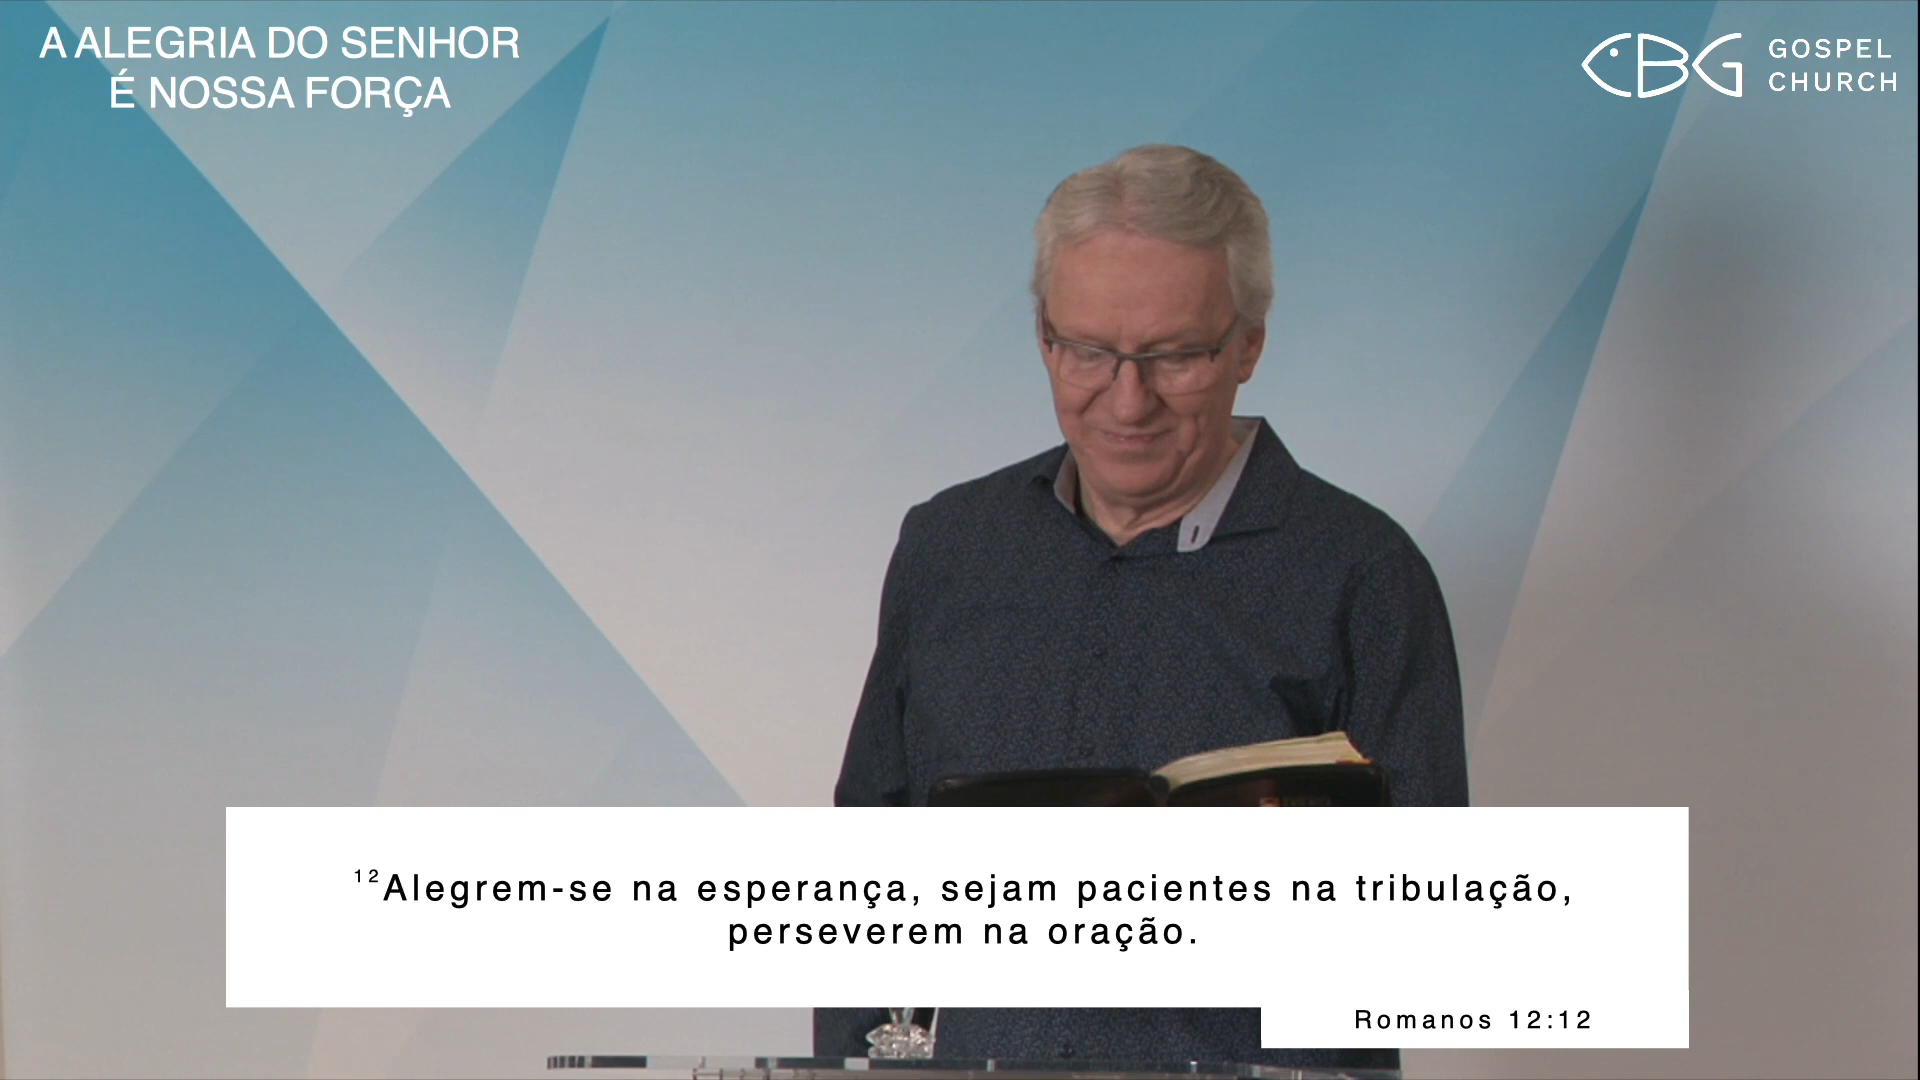 A ALEGRIA DO SENHOR
É NOSSA FORÇA
CBG GOSPEL
CHURCH
¹²Alegrem-se na esperança, sejam pacientes na tribulação,
perseverem na oração.
Romanos 12:12